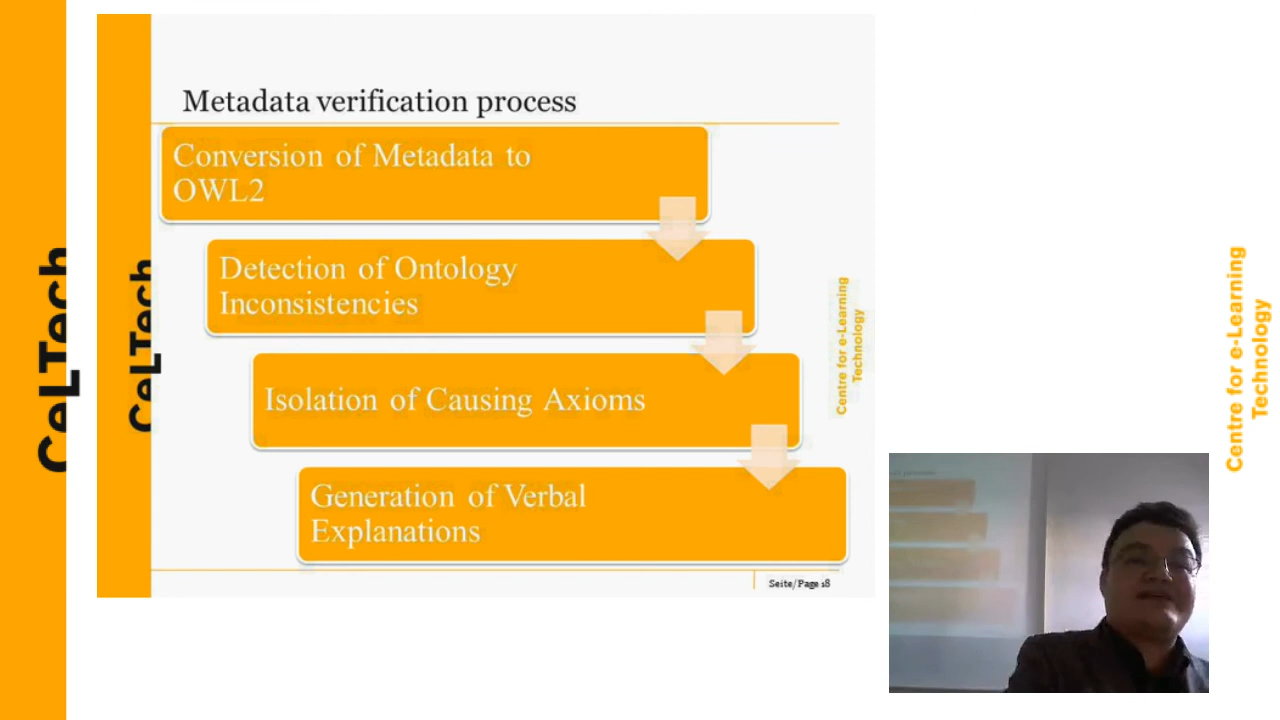 CeLTech
CeLTech
Metadata verification process
Conversion of Metadata to
OWL2
Detection of Ontology
Inconsistencies
Isolation of Causing Axioms
Generation of Verbal
Explanations
Centre for e-Learning
Technology
Seite/Page 18
Centre for e-Learning
Technology